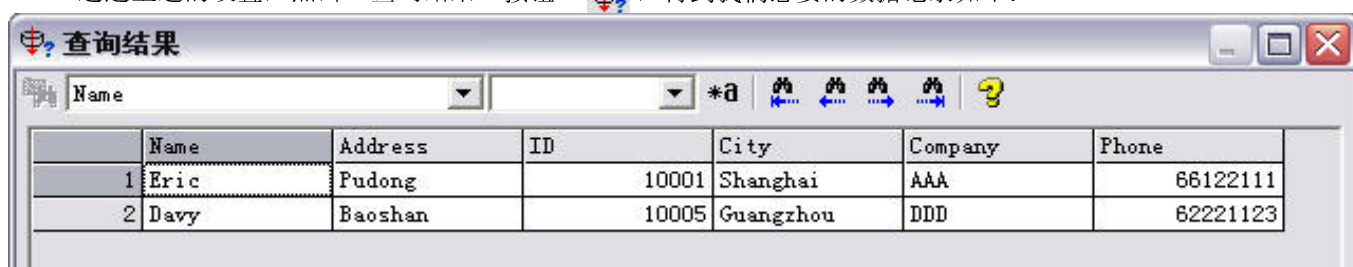 查询结果
Name *a
Name Address ID City Company Phone
1 Eric Pudong 10001 Shanghai AAA 66122111
2 Davy Baoshan 10005 Guangzhou DDD 62221123